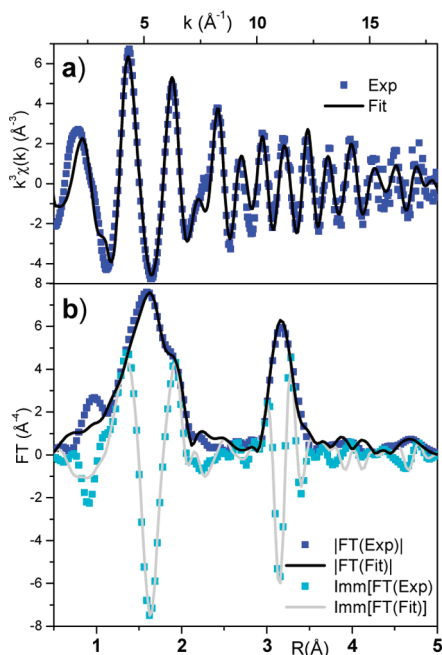 5 10 15
k (Å⁻¹)
a)
Exp
Fit
6
4
2
0
-2
-4
k³χ(k) (Å⁻³)
8
b)
6
4
2
0
-2
-4
-6
-8
FT (Å⁻⁴)
|FT(Exp)|
|FT(Fit)|
Imm[FT(Exp)
Imm[FT(Fit)]
1 2 3 4 5
R(Å)